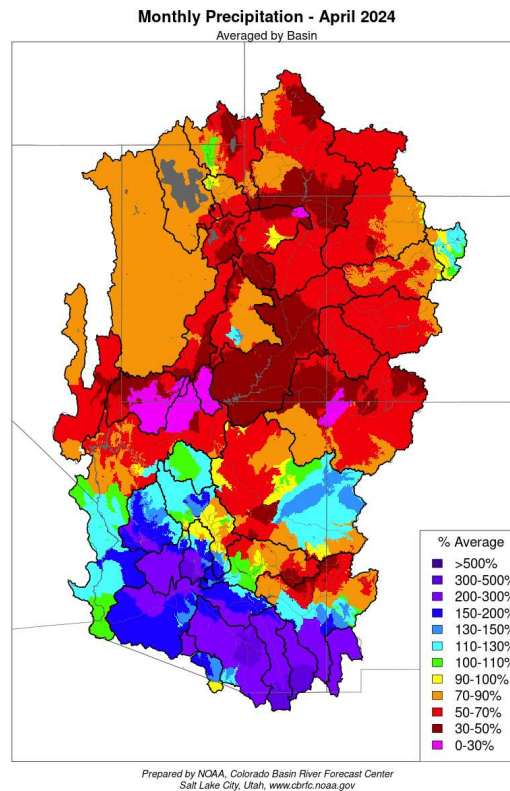 Monthly Precipitation - April 2024
Averaged by Basin
% Average
>500%
300-500%
200-300%
150-200%
130-150%
110-130%
100-110%
90-100%
70-90%
50-70%
30-50%
0-30%
Prepared by NOAA, Colorado Basin River Forecast Center
Salt Lake City, Utah, www.cbrfc.noaa.gov